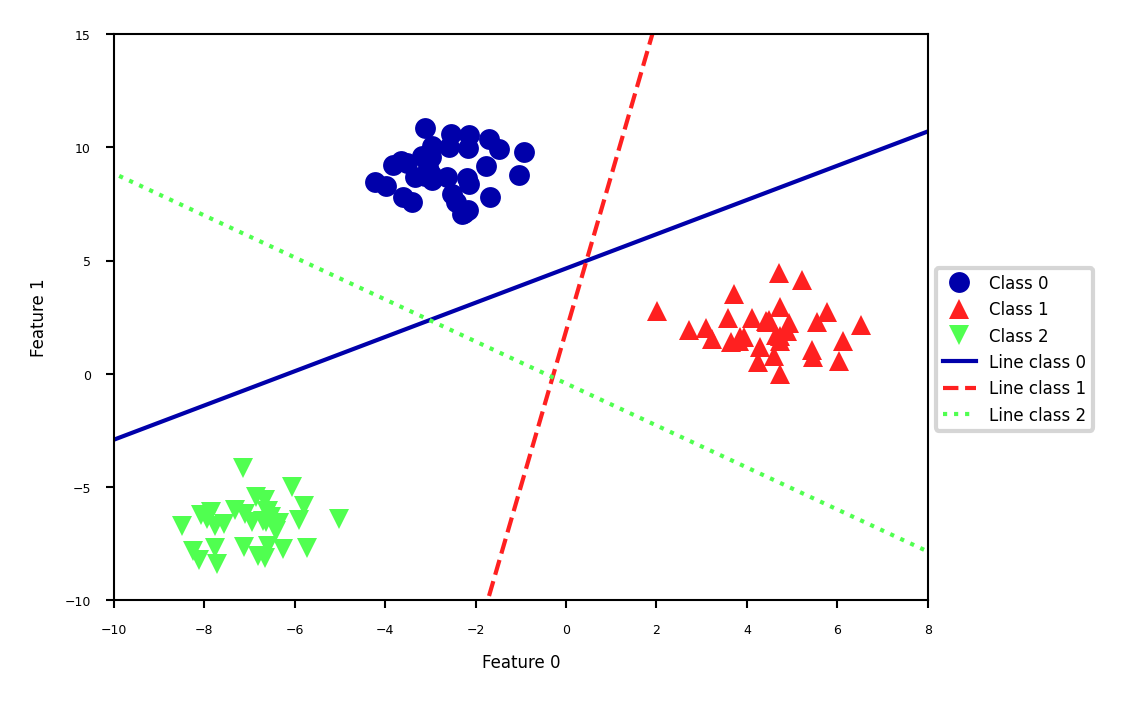 15
10
5
0
−5
−10
Feature 1
−10
−8
−6
−4
−2
0
2
4
6
8
Feature 0
Class 0
Class 1
Class 2
Line class 0
Line class 1
Line class 2